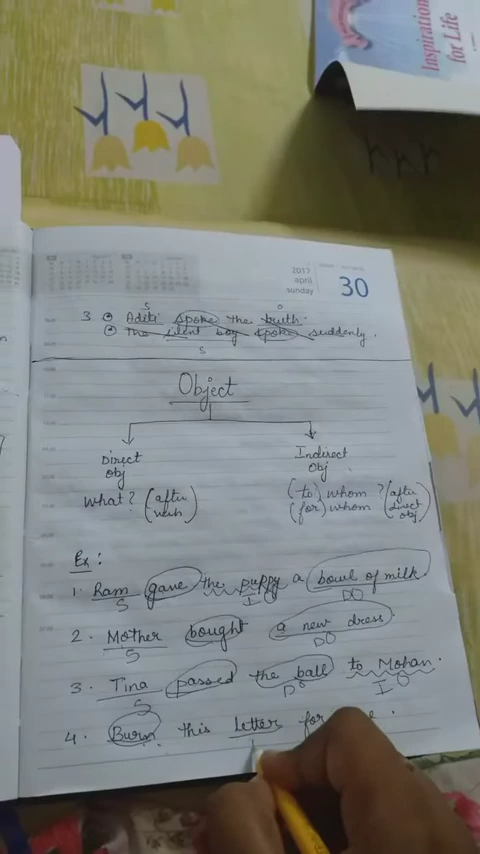 Inspiration
for Life
2017
april
sunday
30
S O
3 Aditi spoke the truth.
The silent boy spoke suddenly.
S
Object
Direct Indirect
Obj Obj
What? (after verb) (to) whom? (after direct obj)
(for) whom
Ex:
1. Ram gave the puppy a bowl of milk.
S I O DO
2. Mother bought a new dress.
S DO
3. Tina passed the ball to Mohan.
S DO I O
4. Burn this letter for